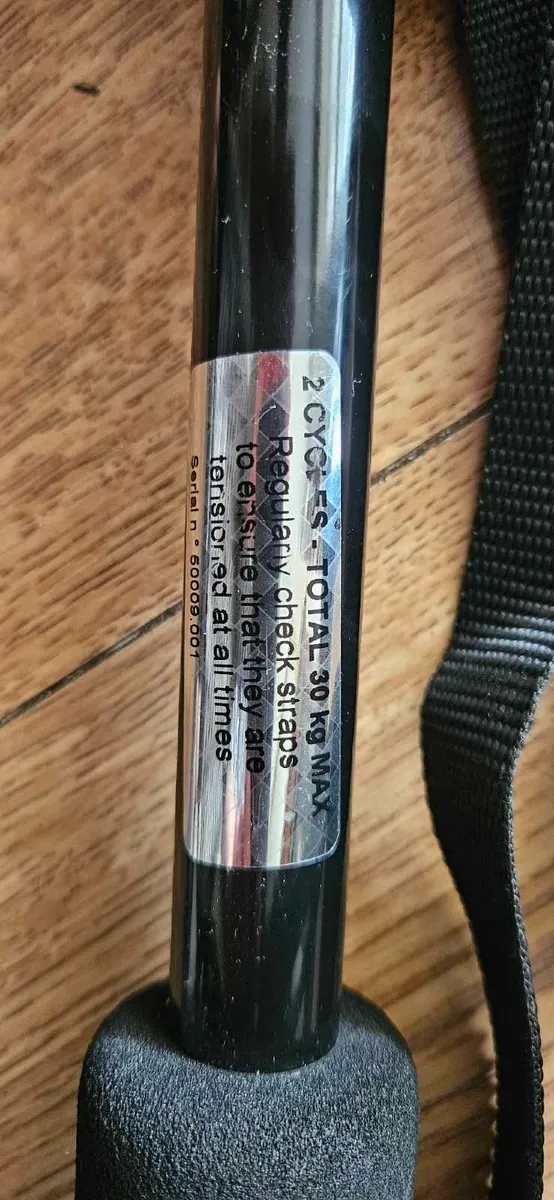 2 CYCLES - TOTAL 30 kg MAX
Regularly check straps
to ensure that they are
tensioned at all times
Serial n° 50009.001